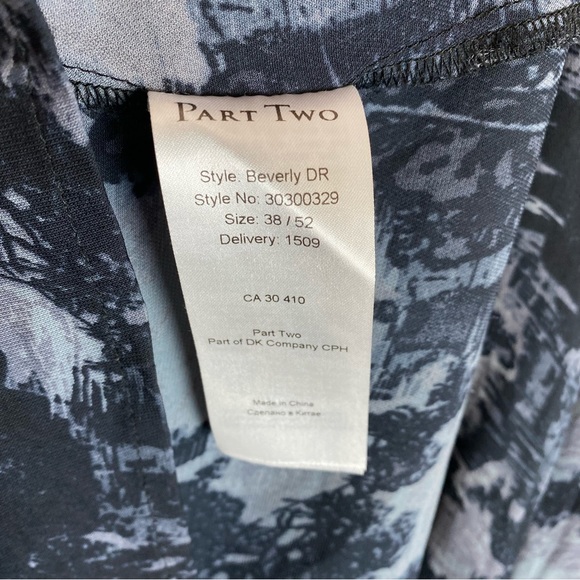 PART TWO
Style: Beverly DR
Style No: 30300329
Size: 38 / 52
Delivery: 1509
CA 30 410
Part Two
Part of DK Company CPH
Made in China
Сделано в Китае